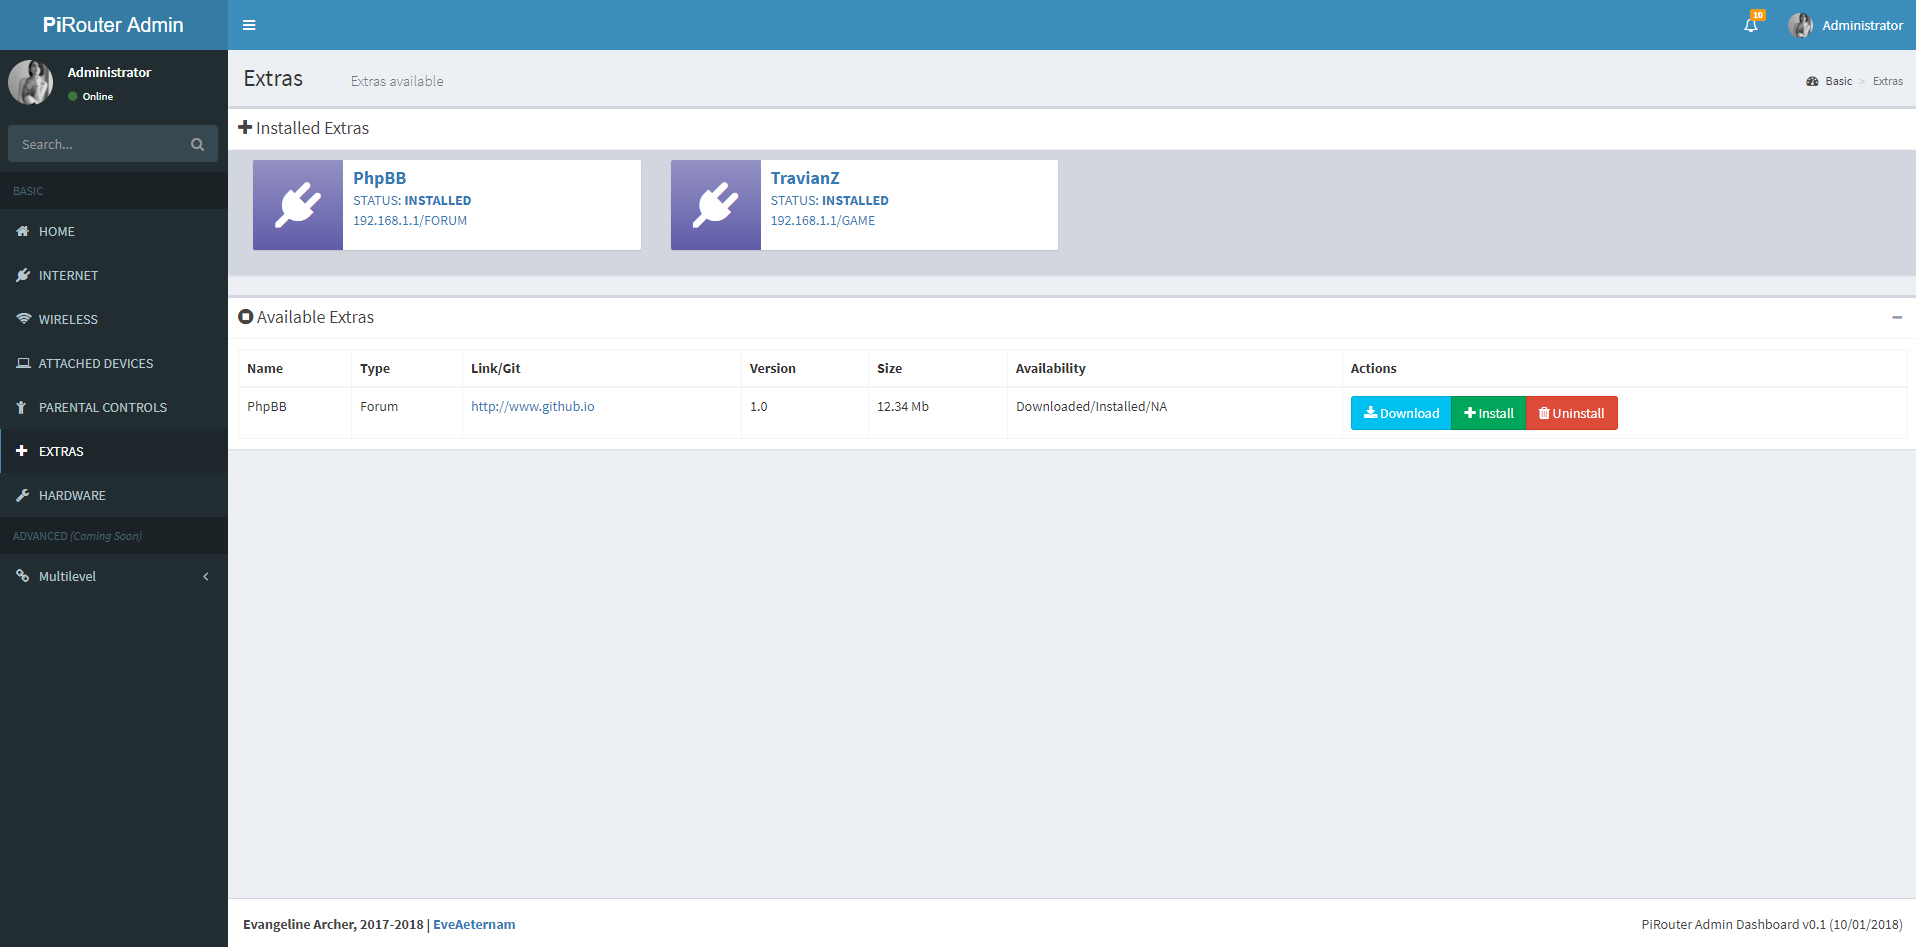 PiRouter Admin
10
Administrator
Administrator
Online
Search...
BASIC
HOME
INTERNET
WIRELESS
ATTACHED DEVICES
PARENTAL CONTROLS
EXTRAS
HARDWARE
ADVANCED (Coming Soon)
Multilevel
Extras Extras available
Basic > Extras
Installed Extras
PhpBB
STATUS: INSTALLED
192.168.1.1/FORUM
TravianZ
STATUS: INSTALLED
192.168.1.1/GAME
Available Extras
Name Type Link/Git Version Size Availability Actions
PhpBB Forum http://www.github.io 1.0 12.34 Mb Downloaded/Installed/NA Download Install Uninstall
Evangeline Archer, 2017-2018 | EveAeternam
PiRouter Admin Dashboard v0.1 (10/01/2018)